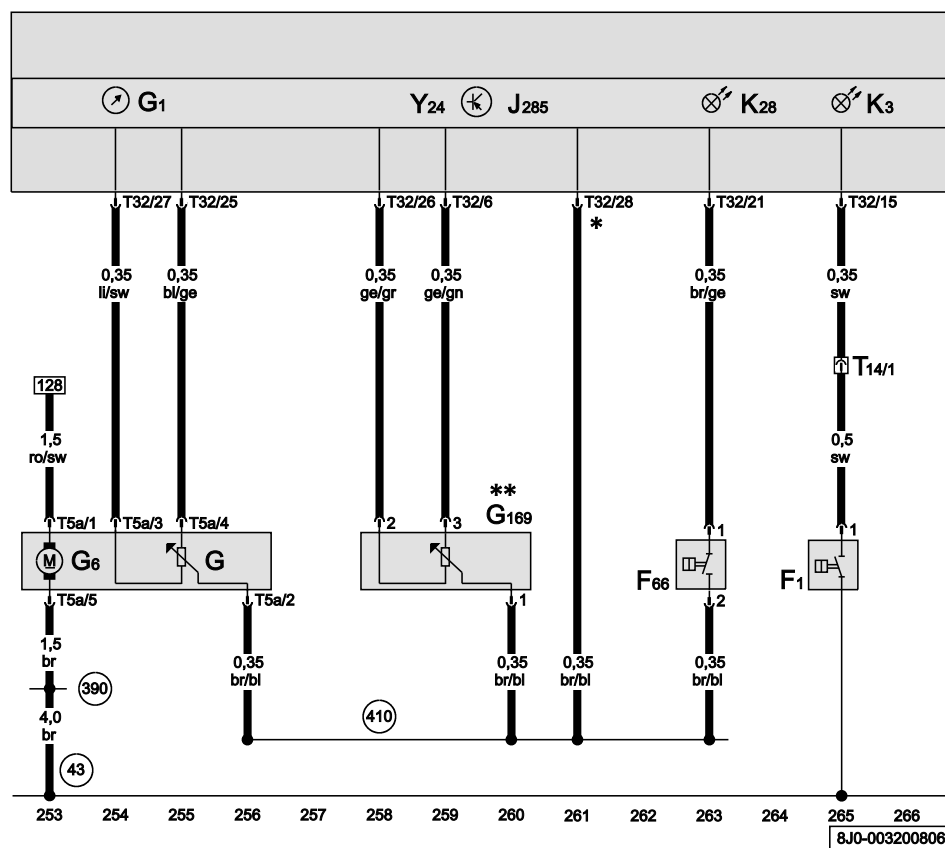 G1 Y24 J285 K28 K3
T32/27 T32/25 T32/26 T32/6 T32/28 T32/21 T32/15
*
0,35 0,35 0,35 0,35 0,35 0,35
li/sw bl/ge ge/gr ge/gn br/ge sw
T14/1
128
1,5 0,5
ro/sw sw
**
G169
T5a/1 T5a/3 T5a/4 2 3 1 1
M G6 G F66 F1
T5a/5 T5a/2 1 2
1,5 0,35 0,35 0,35 0,35
br br/bl br/bl br/bl br/bl
390
4,0 410
br
43
253 254 255 256 257 258 259 260 261 262 263 264 265 266
8J0-003200806